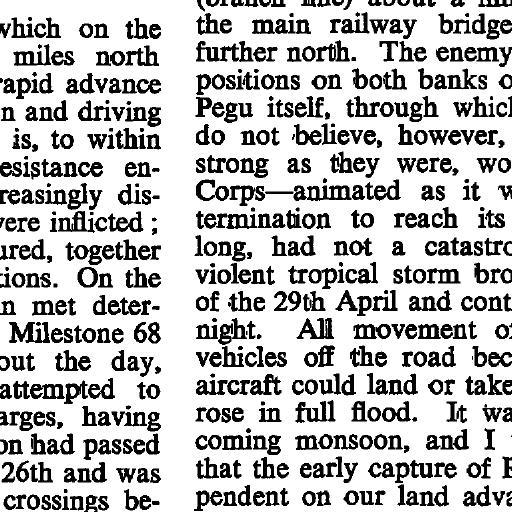 which on the
miles north
rapid advance
and driving
is, to within
esistance en-
reasingly dis-
were inflicted ;
ured, together
tions. On the
met deter-
Milestone 68
out the day,
attempted to
arges, having
on had passed
26th and was
crossings be-
the main railway bridge
further north. The enemy
positions on both banks o
Pegu itself, through which
do not believe, however,
strong as they were, wo
Corps—animated as it w
termination to reach its
long, had not a catastro
violent tropical storm bro
of the 29th April and cont
night. All movement of
vehicles off the road bec
aircraft could land or take
rose in full flood. It wa
coming monsoon, and I
that the early capture of
pendent on our land adva